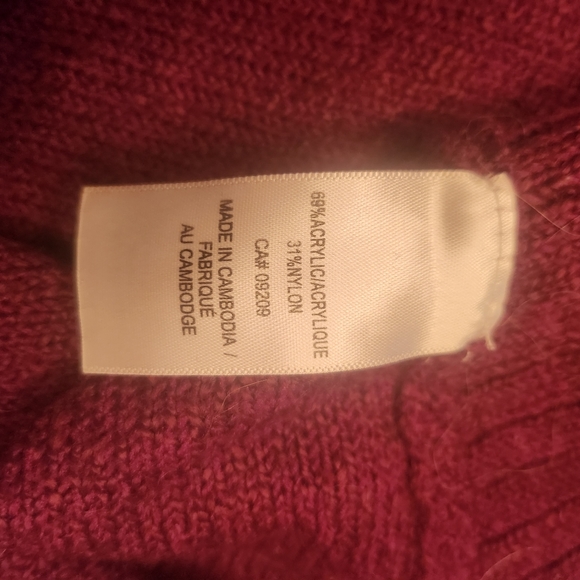 69%ACRYLIC/ACRYLIQUE
31%NYLON
CA# 09209
MADE IN CAMBODIA /
FABRIQUÉ
AU CAMBODGE